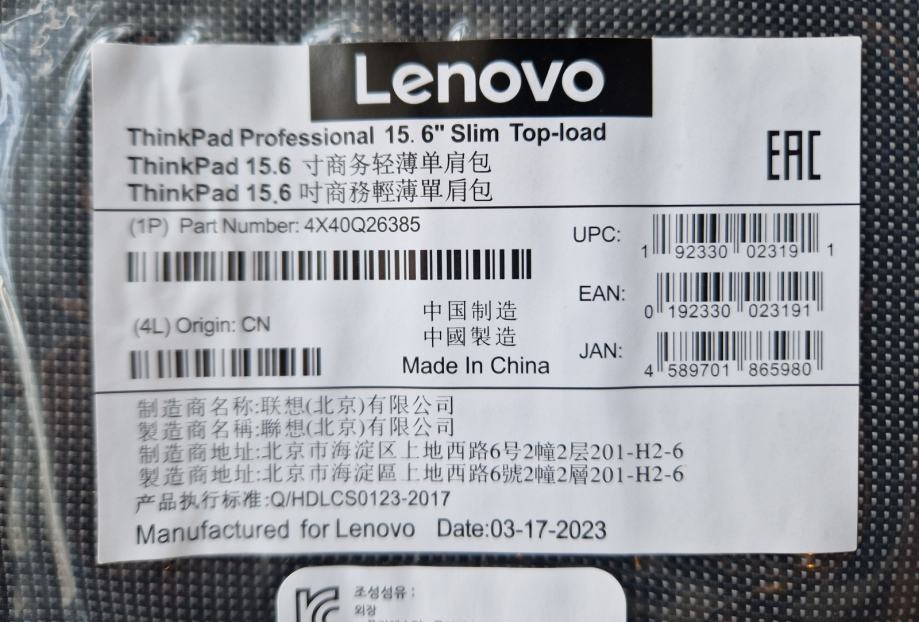 Lenovo
ThinkPad Professional 15.6" Slim Top-load
ThinkPad 15.6 寸商务轻薄单肩包
ThinkPad 15.6 吋商務輕薄單肩包
EAC
(1P) Part Number: 4X40Q26385
UPC:
1 92330 02319 1
EAN:
0 192330 023191
(4L) Origin: CN
中国制造
中國製造
Made In China
JAN:
4 589701 865980
制造商名称:联想(北京)有限公司
製造商名稱:聯想(北京)有限公司
制造商地址:北京市海淀区上地西路6号2幢2层201-H2-6
製造商地址:北京市海淀區上地西路6號2幢2層201-H2-6
产品执行标准:Q/HDLCS0123-2017
Manufactured for Lenovo Date:03-17-2023
조성섬유 :
외장